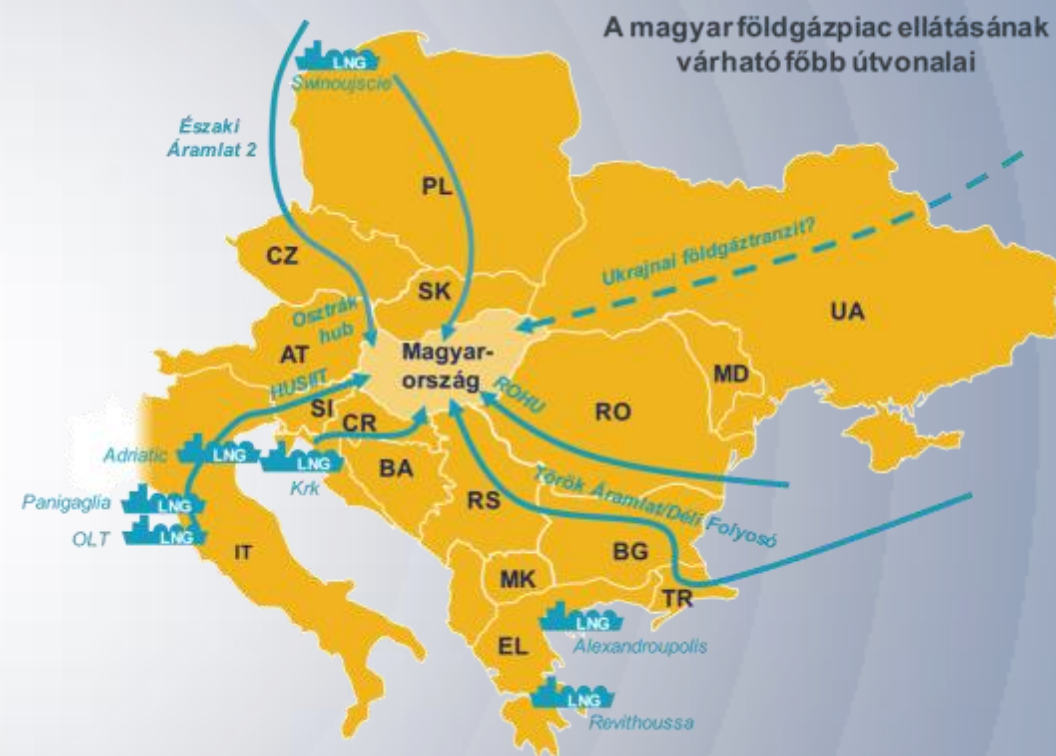 A magyar földgázpiac ellátásának
várható főbb útvonalai
LNG
Swinoujscie
Északi
Áramlat 2
PL
Ukrajnai földgáztranzit?
CZ
SK
UA
Osztrák
hub
AT
Magyar-
ország
MD
HUSIIT
ROHU
SI
CR
RO
Adriatic
LNG
LNG
Krk
BA
Panigaglia
LNG
RS
Török Áramlat/Déli Folyosó
OLT
LNG
IT
BG
MK
TR
LNG
EL
Alexandroupolis
LNG
Revithoussa